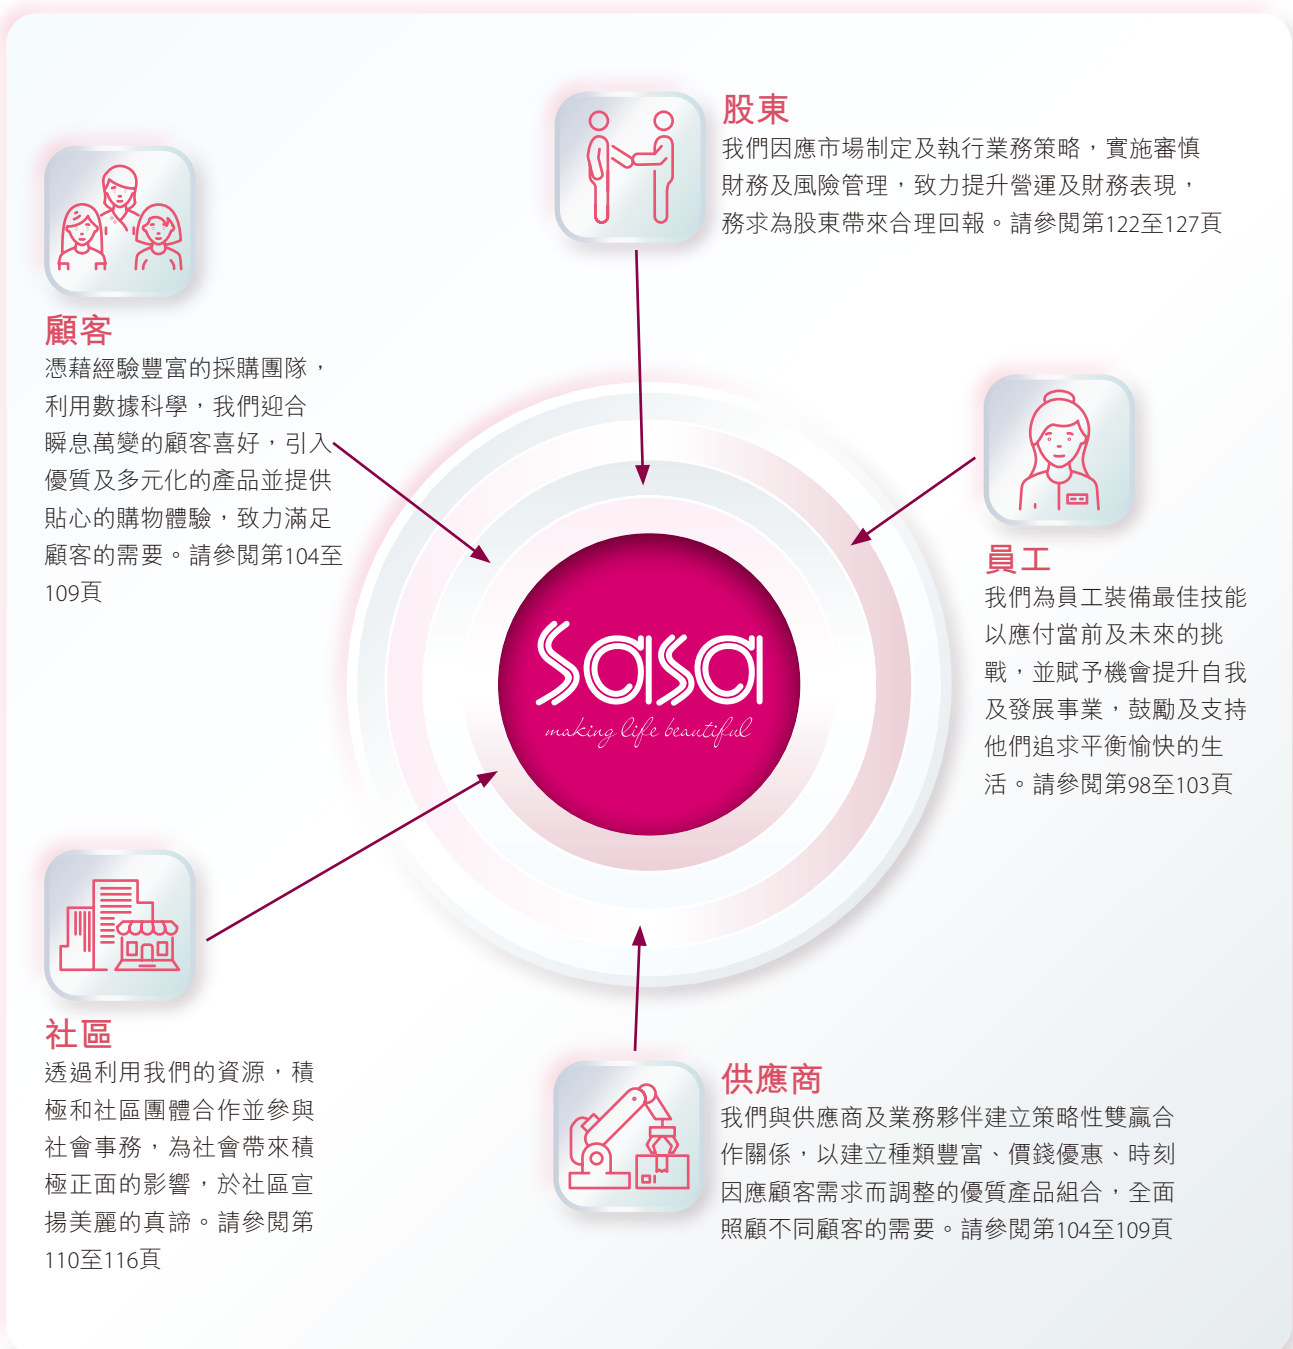 股東
我們因應市場制定及執行業務策略，實施審慎
財務及風險管理，致力提升營運及財務表現，
務求為股東帶來合理回報。請參閱第122至127頁
顧客
憑藉經驗豐富的採購團隊，
利用數據科學，我們迎合
瞬息萬變的顧客喜好，引入
優質及多元化的產品並提供
貼心的購物體驗，致力滿足
顧客的需要。請參閱第104至
109頁
員工
我們為員工裝備最佳技能
以應付當前及未來的挑
戰，並賦予機會提升自我
及發展事業，鼓勵及支持
他們追求平衡愉快的生
活。請參閱第98至103頁
sasa
making life beautiful
社區
透過利用我們的資源，積
極和社區團體合作並參與
社會事務，為社會帶來積
極正面的影響，於社區宣
揚美麗的真諦。請參閱第
110至116頁
供應商
我們與供應商及業務夥伴建立策略性雙贏合
作關係，以建立種類豐富、價錢優惠、時刻
因應顧客需求而調整的優質產品組合，全面
照顧不同顧客的需要。請參閱第104至109頁